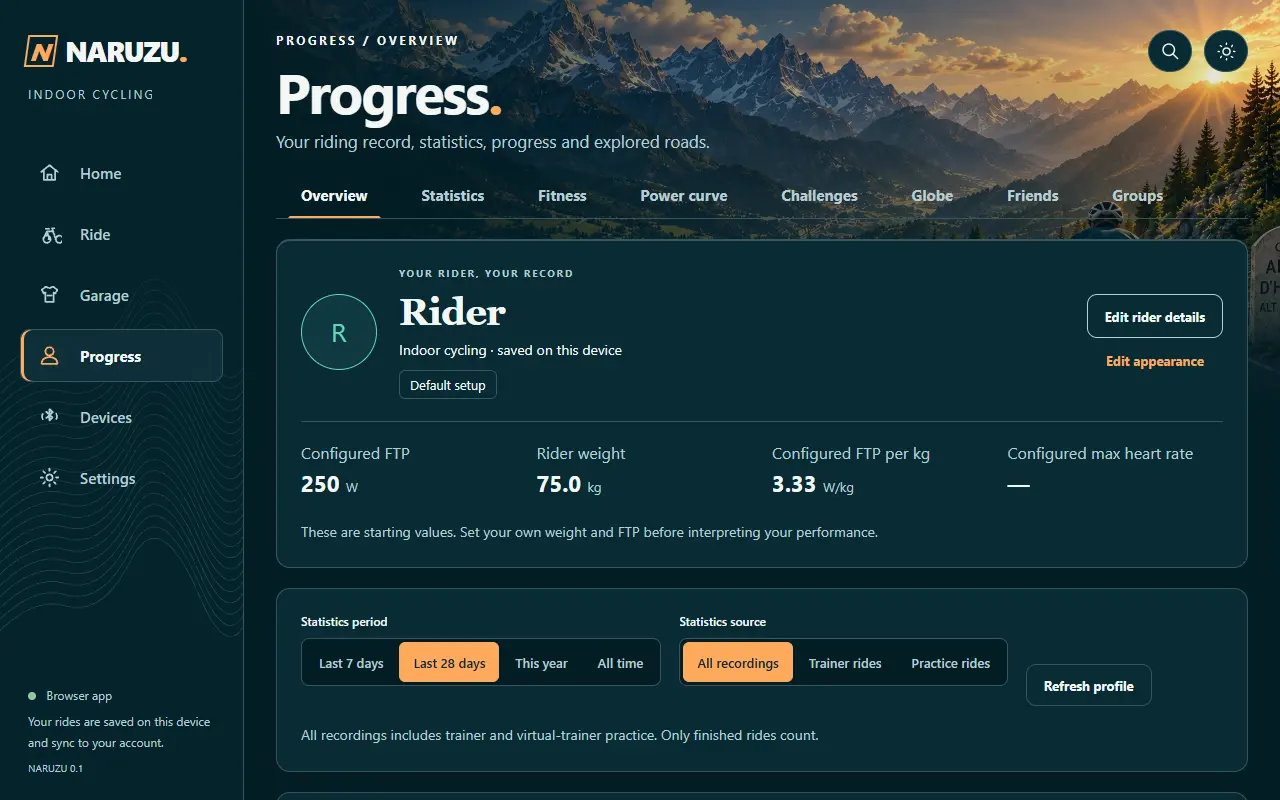 N NARUZU.
INDOOR CYCLING
Home
Ride
Garage
Progress
Devices
Settings
Browser app
Your rides are saved on this device
and sync to your account.
NARUZU 0.1
PROGRESS / OVERVIEW
Progress.
Your riding record, statistics, progress and explored roads.
Overview Statistics Fitness Power curve Challenges Globe Friends Groups
YOUR RIDER, YOUR RECORD
R
Rider
Indoor cycling · saved on this device
Default setup
Edit rider details
Edit appearance
Configured FTP Rider weight Configured FTP per kg Configured max heart rate
250 W 75.0 kg 3.33 W/kg —
These are starting values. Set your own weight and FTP before interpreting your performance.
Statistics period Statistics source
Last 7 days Last 28 days This year All time All recordings Trainer rides Practice rides
Refresh profile
All recordings includes trainer and virtual-trainer practice. Only finished rides count.